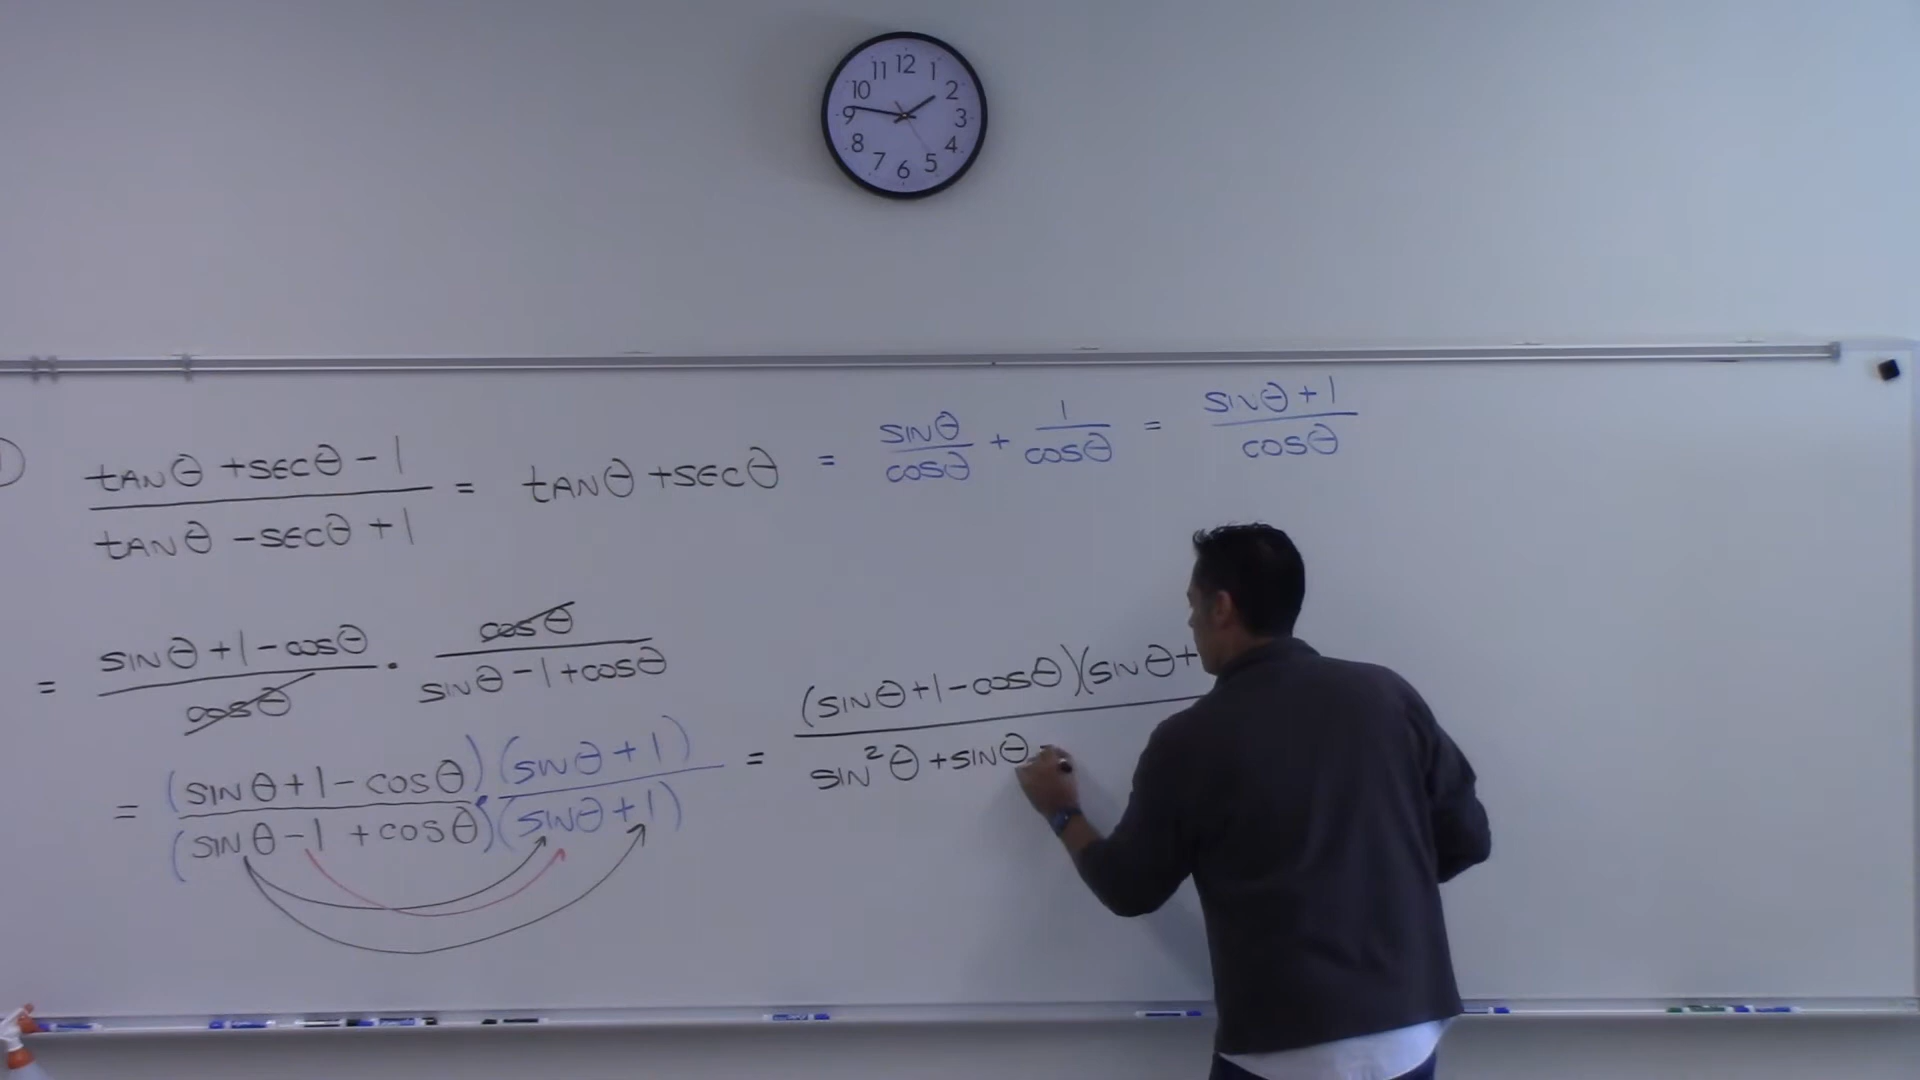 12 1 2 3 4 5 6 7 8 9 10 11
(tanθ + secθ - 1)/(tanθ - secθ + 1) = tanθ + secθ = sinθ/cosθ + 1/cosθ = (sinθ + 1)/cosθ
= (sinθ + 1 - cosθ)/cosθ · cosθ/(sinθ - 1 + cosθ)
= (sinθ + 1 - cosθ)/(sinθ - 1 + cosθ) · (sinθ + 1)/(sinθ + 1) = (sinθ + 1 - cosθ)(sinθ + / sin²θ + sinθ -